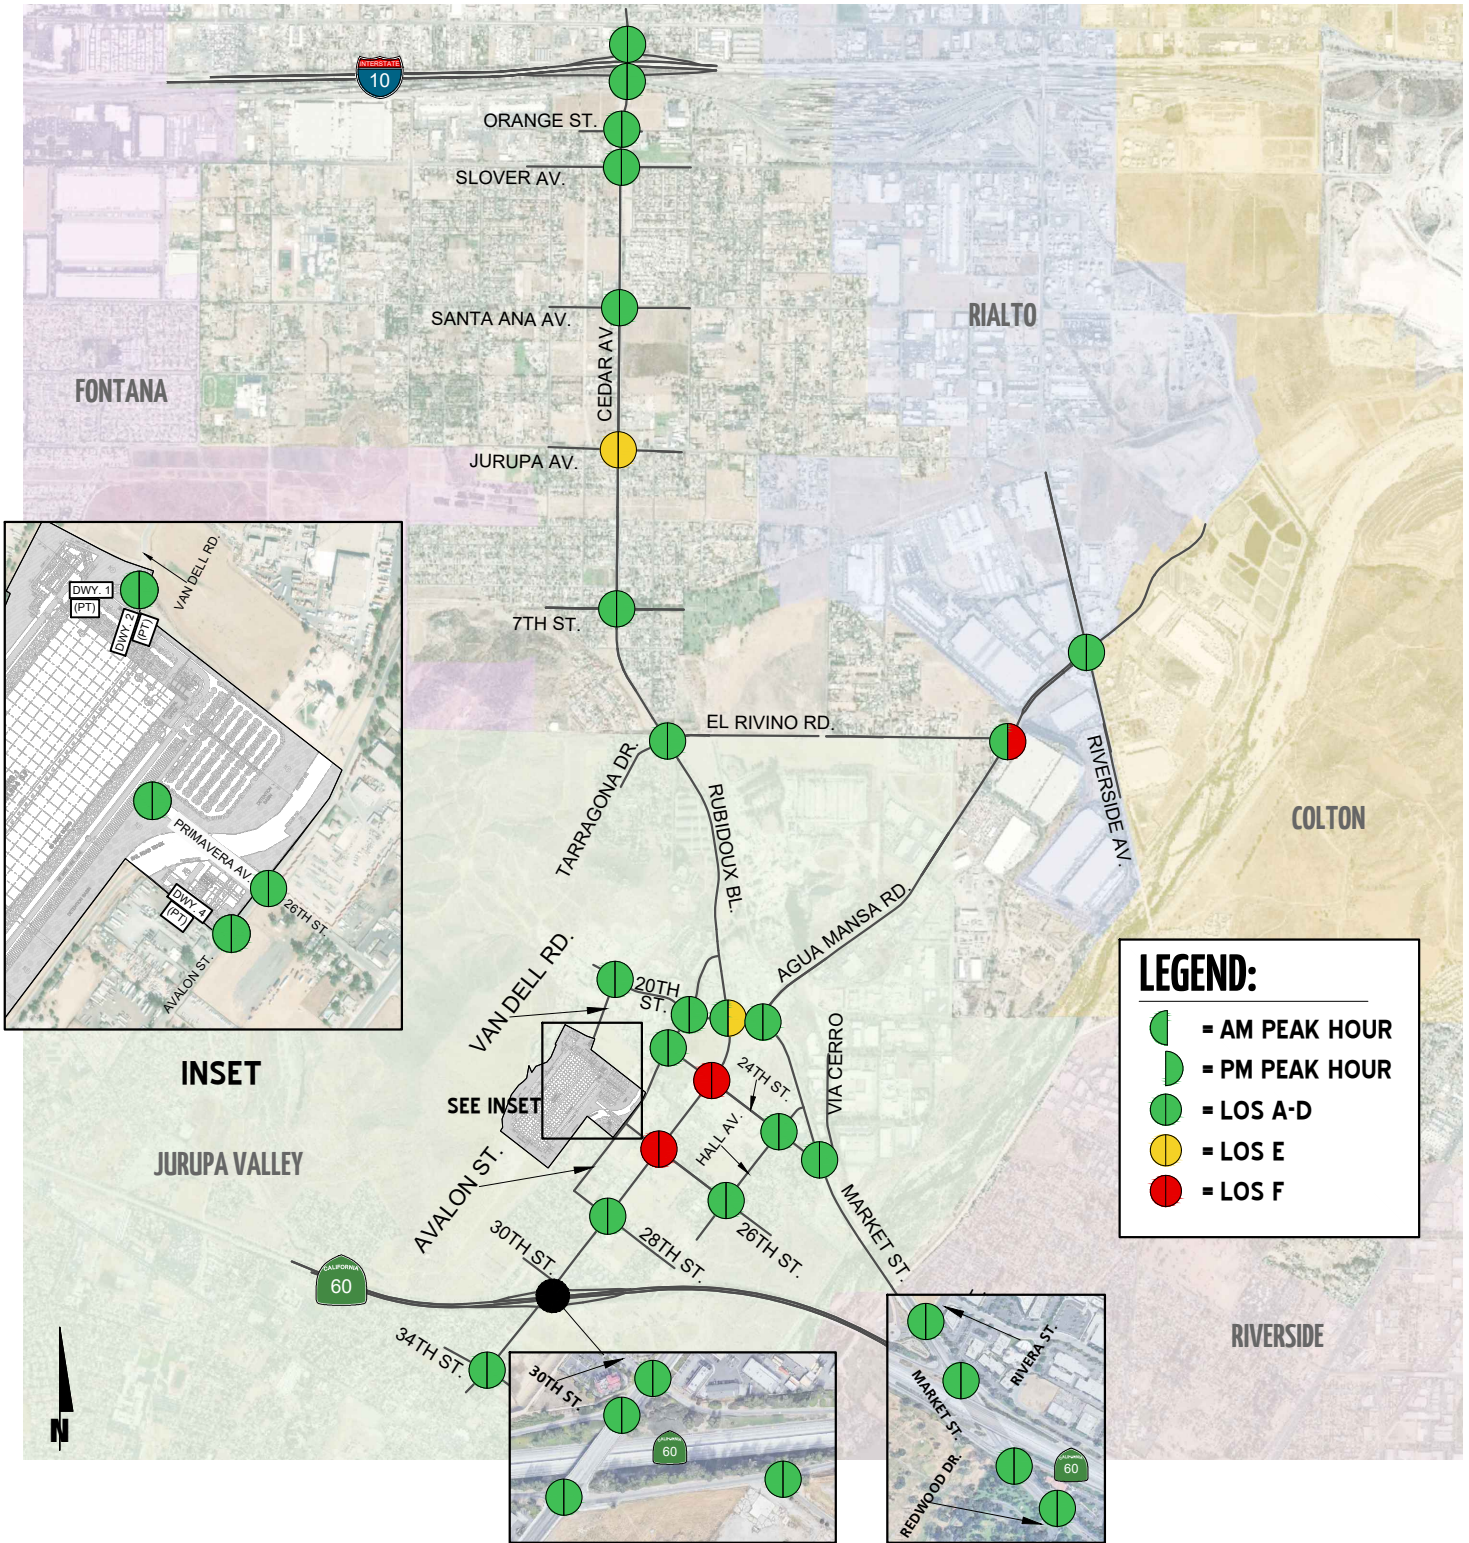 INTERSTATE
10
ORANGE ST.
SLOVER AV.
SANTA ANA AV.
CEDAR AV
RIALTO
FONTANA
JURUPA AV.
7TH ST.
EL RIVINO RD.
TARRAGONA DR.
RUBIDOUX BL.
RIVERSIDE AV.
COLTON
AGUA MANSA RD.
DWY. 1
(PT)
DWY. 2
(PT)
VAN DELL RD.
PRIMAVERA AV.
26TH ST.
DWY. 4
(PT)
AVALON ST.
INSET
VAN DELL RD.
20TH
ST.
SEE INSET
24TH ST.
HALL AV.
VIA CERRO
JURUPA VALLEY
AVALON ST.
30TH ST.
28TH ST.
26TH ST.
MARKET ST.
CALIFORNIA
60
34TH ST.
RIVERSIDE
N
LEGEND:
= AM PEAK HOUR
= PM PEAK HOUR
= LOS A-D
= LOS E
= LOS F
30TH ST.
CALIFORNIA
60
RIVERA ST.
MARKET ST.
REDWOOD DR.
CALIFORNIA
60